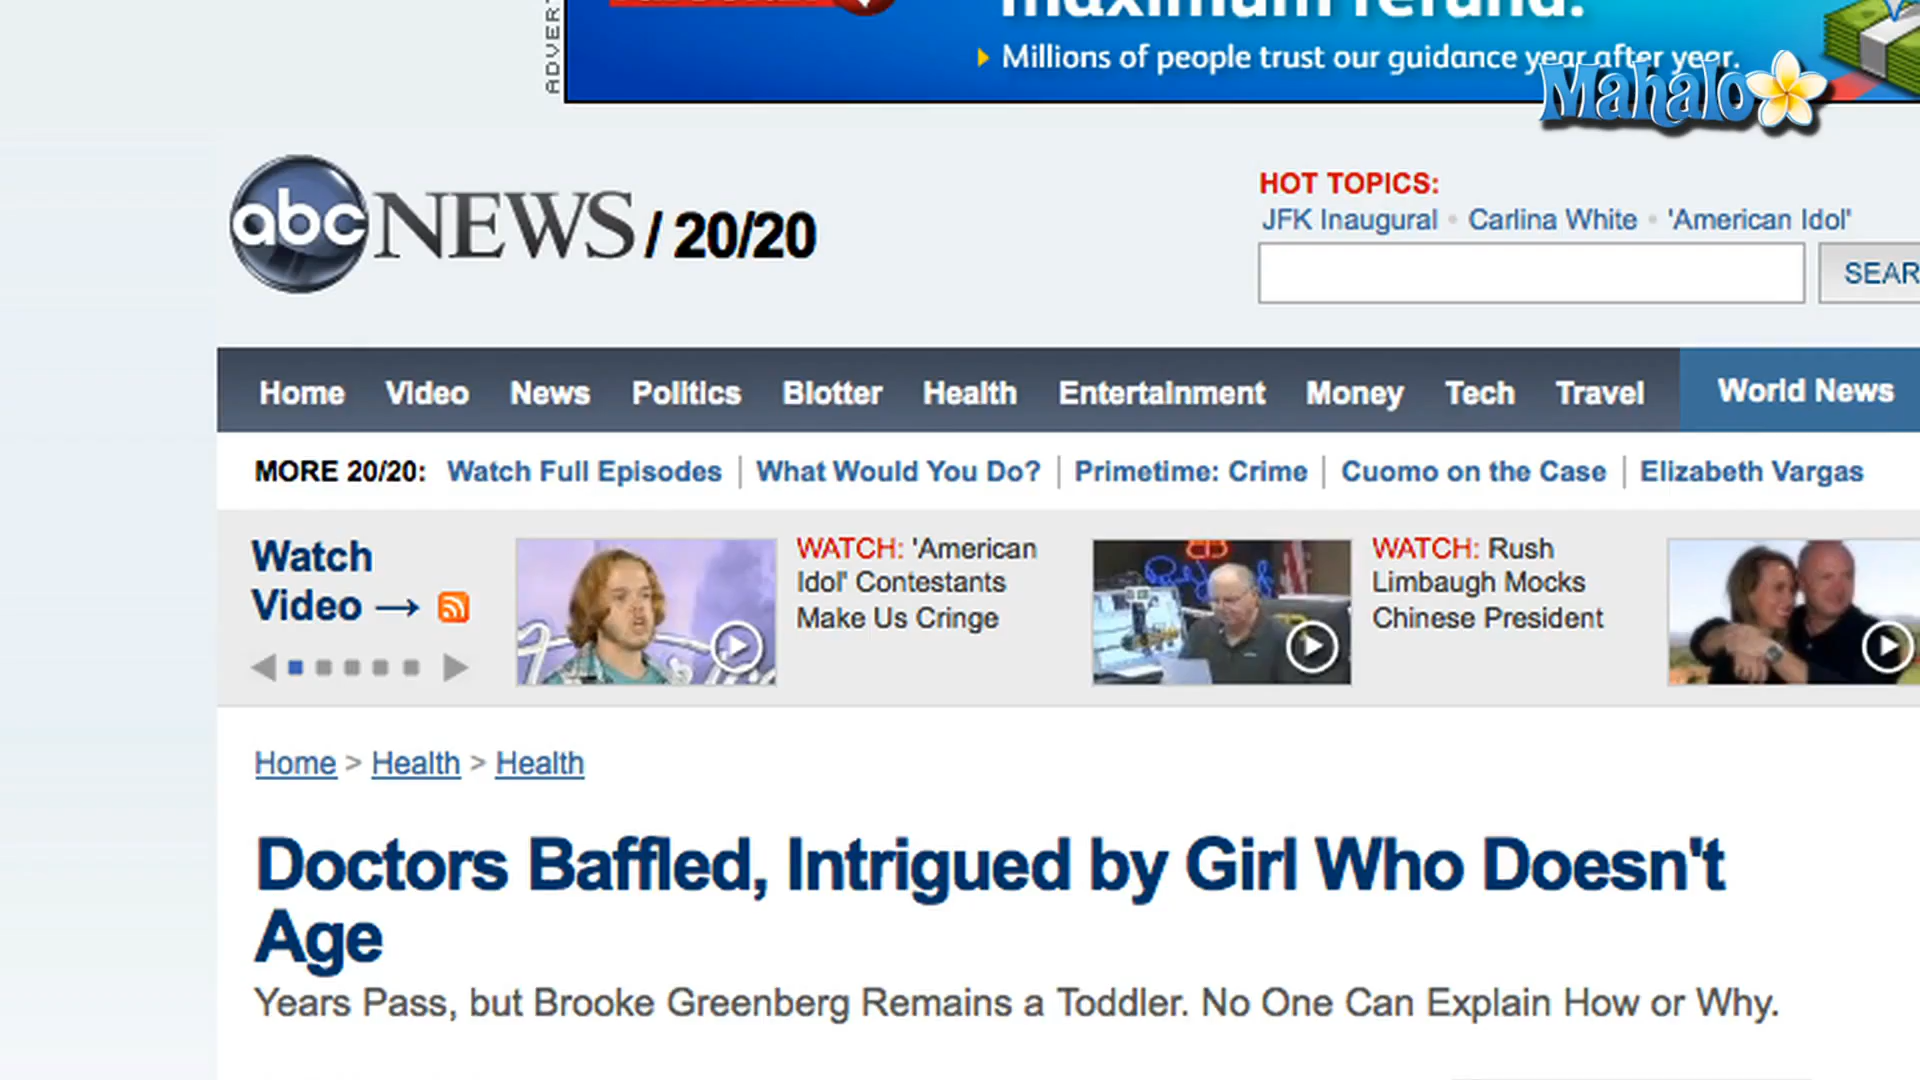 maximum refund.
Millions of people trust our guidance year after year.
Mahalo
abc NEWS / 20/20
HOT TOPICS:
JFK Inaugural • Carlina White • 'American Idol'
Home Video News Politics Blotter Health Entertainment Money Tech Travel World News
MORE 20/20: Watch Full Episodes | What Would You Do? | Primetime: Crime | Cuomo on the Case | Elizabeth Vargas
Watch
Video →
WATCH: 'American
Idol' Contestants
Make Us Cringe
WATCH: Rush
Limbaugh Mocks
Chinese President
Home > Health > Health
Doctors Baffled, Intrigued by Girl Who Doesn't
Age
Years Pass, but Brooke Greenberg Remains a Toddler. No One Can Explain How or Why.